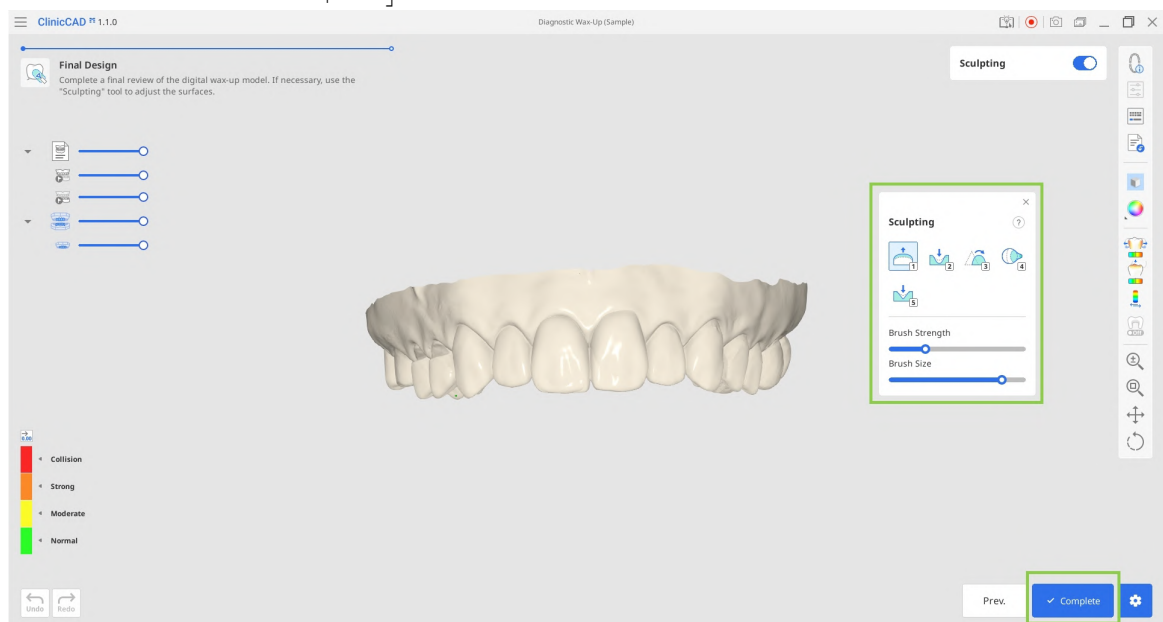 ClinicCAD 1.1.0
Diagnostic Wax-Up (Sample)
Final Design
Complete a final review of the digital wax-up model. If necessary, use the
"Sculpting" tool to adjust the surfaces.
Sculpting
Sculpting
?
1
2
3
4
5
Brush Strength
Brush Size
0.00
Collision
Strong
Moderate
Normal
Undo
Redo
Prev.
Complete